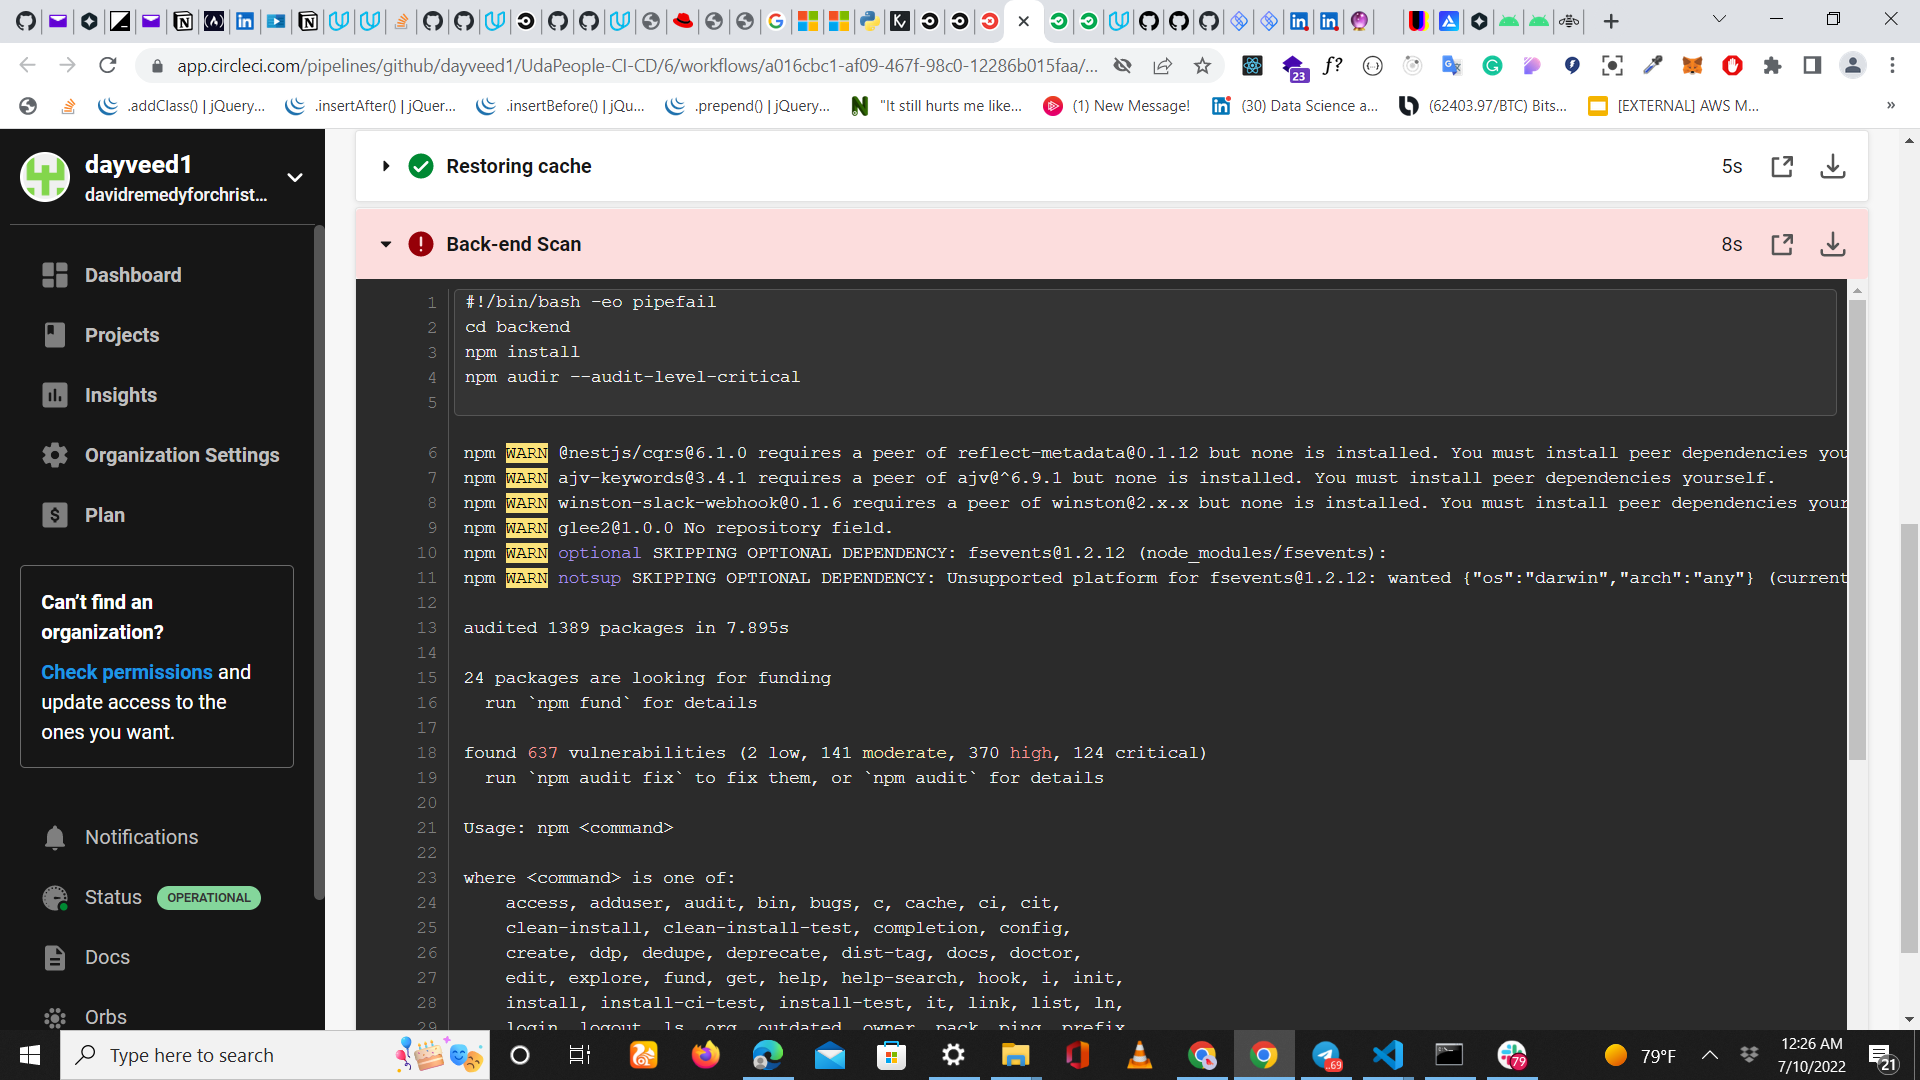 app.circleci.com/pipelines/github/dayveed1/UdaPeople-CI-CD/6/workflows/a016cbc1-af09-467f-98c0-12286b015faa/...
23
f?
.addClass() | jQuery...
.insertAfter() | jQuer...
.insertBefore() | jQu...
.prepend() | jQuery...
"It still hurts me like...
(1) New Message!
(30) Data Science a...
(62403.97/BTC) Bits...
[EXTERNAL] AWS M...
»
dayveed1
davidremedyforchrist...
Dashboard
Projects
Insights
Organization Settings
Plan
Can't find an
organization?
Check permissions and
update access to the
ones you want.
Notifications
Status OPERATIONAL
Docs
Orbs
Restoring cache 5s
Back-end Scan 8s
1 #!/bin/bash -eo pipefail
2 cd backend
3 npm install
4 npm audir --audit-level-critical
5
6 npm WARN @nestjs/cqrs@6.1.0 requires a peer of reflect-metadata@0.1.12 but none is installed. You must install peer dependencies you
7 npm WARN ajv-keywords@3.4.1 requires a peer of ajv@^6.9.1 but none is installed. You must install peer dependencies yourself.
8 npm WARN winston-slack-webhook@0.1.6 requires a peer of winston@2.x.x but none is installed. You must install peer dependencies your
9 npm WARN glee2@1.0.0 No repository field.
10 npm WARN optional SKIPPING OPTIONAL DEPENDENCY: fsevents@1.2.12 (node_modules/fsevents):
11 npm WARN notsup SKIPPING OPTIONAL DEPENDENCY: Unsupported platform for fsevents@1.2.12: wanted {"os":"darwin","arch":"any"} (current
12
13 audited 1389 packages in 7.895s
14
15 24 packages are looking for funding
16 run `npm fund` for details
17
18 found 637 vulnerabilities (2 low, 141 moderate, 370 high, 124 critical)
19 run `npm audit fix` to fix them, or `npm audit` for details
20
21 Usage: npm <command>
22
23 where <command> is one of:
24 access, adduser, audit, bin, bugs, c, cache, ci, cit,
25 clean-install, clean-install-test, completion, config,
26 create, ddp, dedupe, deprecate, dist-tag, docs, doctor,
27 edit, explore, fund, get, help, help-search, hook, i, init,
28 install, install-ci-test, install-test, it, link, list, ln,
29 login, logout, ls, org, outdated, owner, pack, ping, prefix
Type here to search
69
79
79°F
12:26 AM
7/10/2022
21